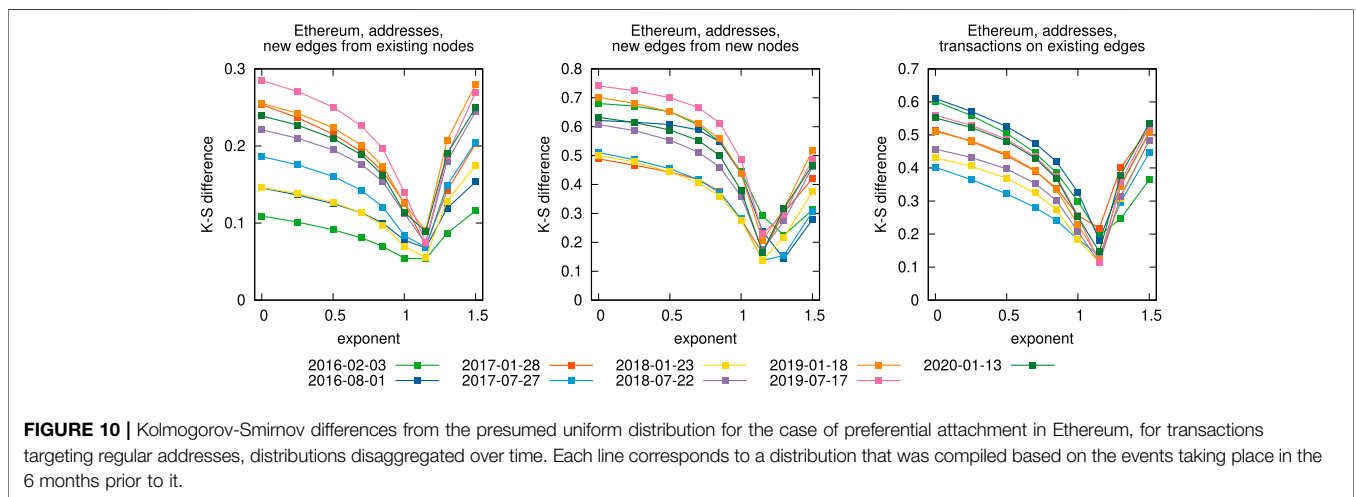 Ethereum, addresses,
new edges from existing nodes
0.3
0.2
0.1
0
K-S difference
0
0.5
1
1.5
exponent
Ethereum, addresses,
new edges from new nodes
0.8
0.7
0.6
0.5
0.4
0.3
0.2
0.1
0
K-S difference
0
0.5
1
1.5
exponent
Ethereum, addresses,
transactions on existing edges
0.7
0.6
0.5
0.4
0.3
0.2
0.1
0
K-S difference
0
0.5
1
1.5
exponent
2016-02-03 2017-01-28 2018-01-23 2019-01-18 2020-01-13
2016-08-01 2017-07-27 2018-07-22 2019-07-17
FIGURE 10 | Kolmogorov-Smirnov differences from the presumed uniform distribution for the case of preferential attachment in Ethereum, for transactions
targeting regular addresses, distributions disaggregated over time. Each line corresponds to a distribution that was compiled based on the events taking place in the
6 months prior to it.